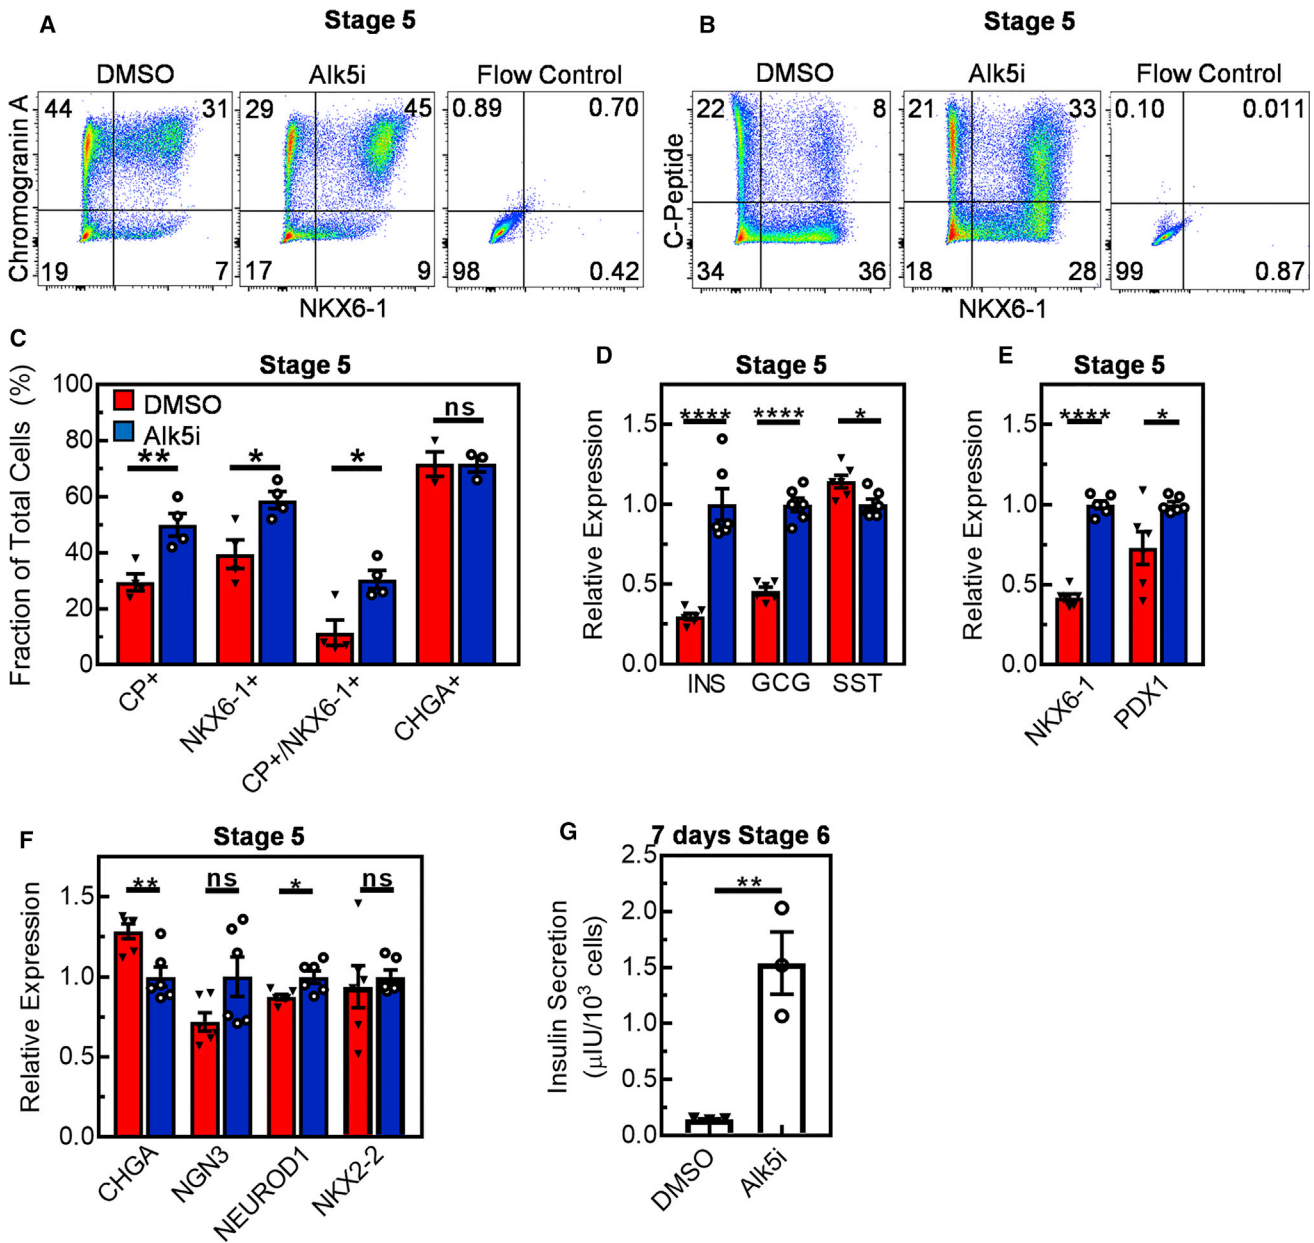 A
Stage 5
DMSO
Alk5i
Flow Control
Chromogranin A
44
31
19
7
29
45
17
9
0.89
0.70
98
0.42
NKX6-1
B
Stage 5
DMSO
Alk5i
Flow Control
C-Peptide
22
8
34
36
21
33
18
28
0.10
0.011
99
0.87
NKX6-1
C
Stage 5
Fraction of Total Cells (%)
100
80
60
40
20
0
DMSO
Alk5i
**
*
*
ns
CP+
NKX6-1+
CP+/NKX6-1+
CHGA+
D
Stage 5
Relative Expression
1.5
1.0
0.5
0.0
****
****
*
INS
GCG
SST
E
Stage 5
Relative Expression
1.5
1.0
0.5
0.0
****
*
NKX6-1
PDX1
F
Stage 5
Relative Expression
1.5
1.0
0.5
0.0
**
ns
*
ns
CHGA
NGN3
NEUROD1
NKX2-2
G
7 days Stage 6
Insulin Secretion
(μIU/10³ cells)
2.5
2.0
1.5
1.0
0.5
0.0
**
DMSO
Alk5i